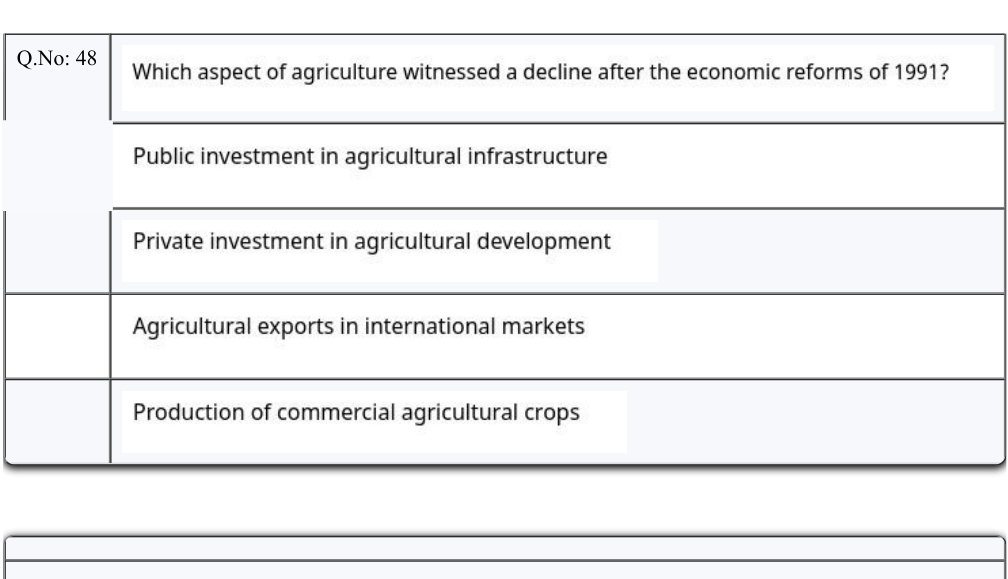 Q.No: 48
Which aspect of agriculture witnessed a decline after the economic reforms of 1991?
Public investment in agricultural infrastructure
Private investment in agricultural development
Agricultural exports in international markets
Production of commercial agricultural crops